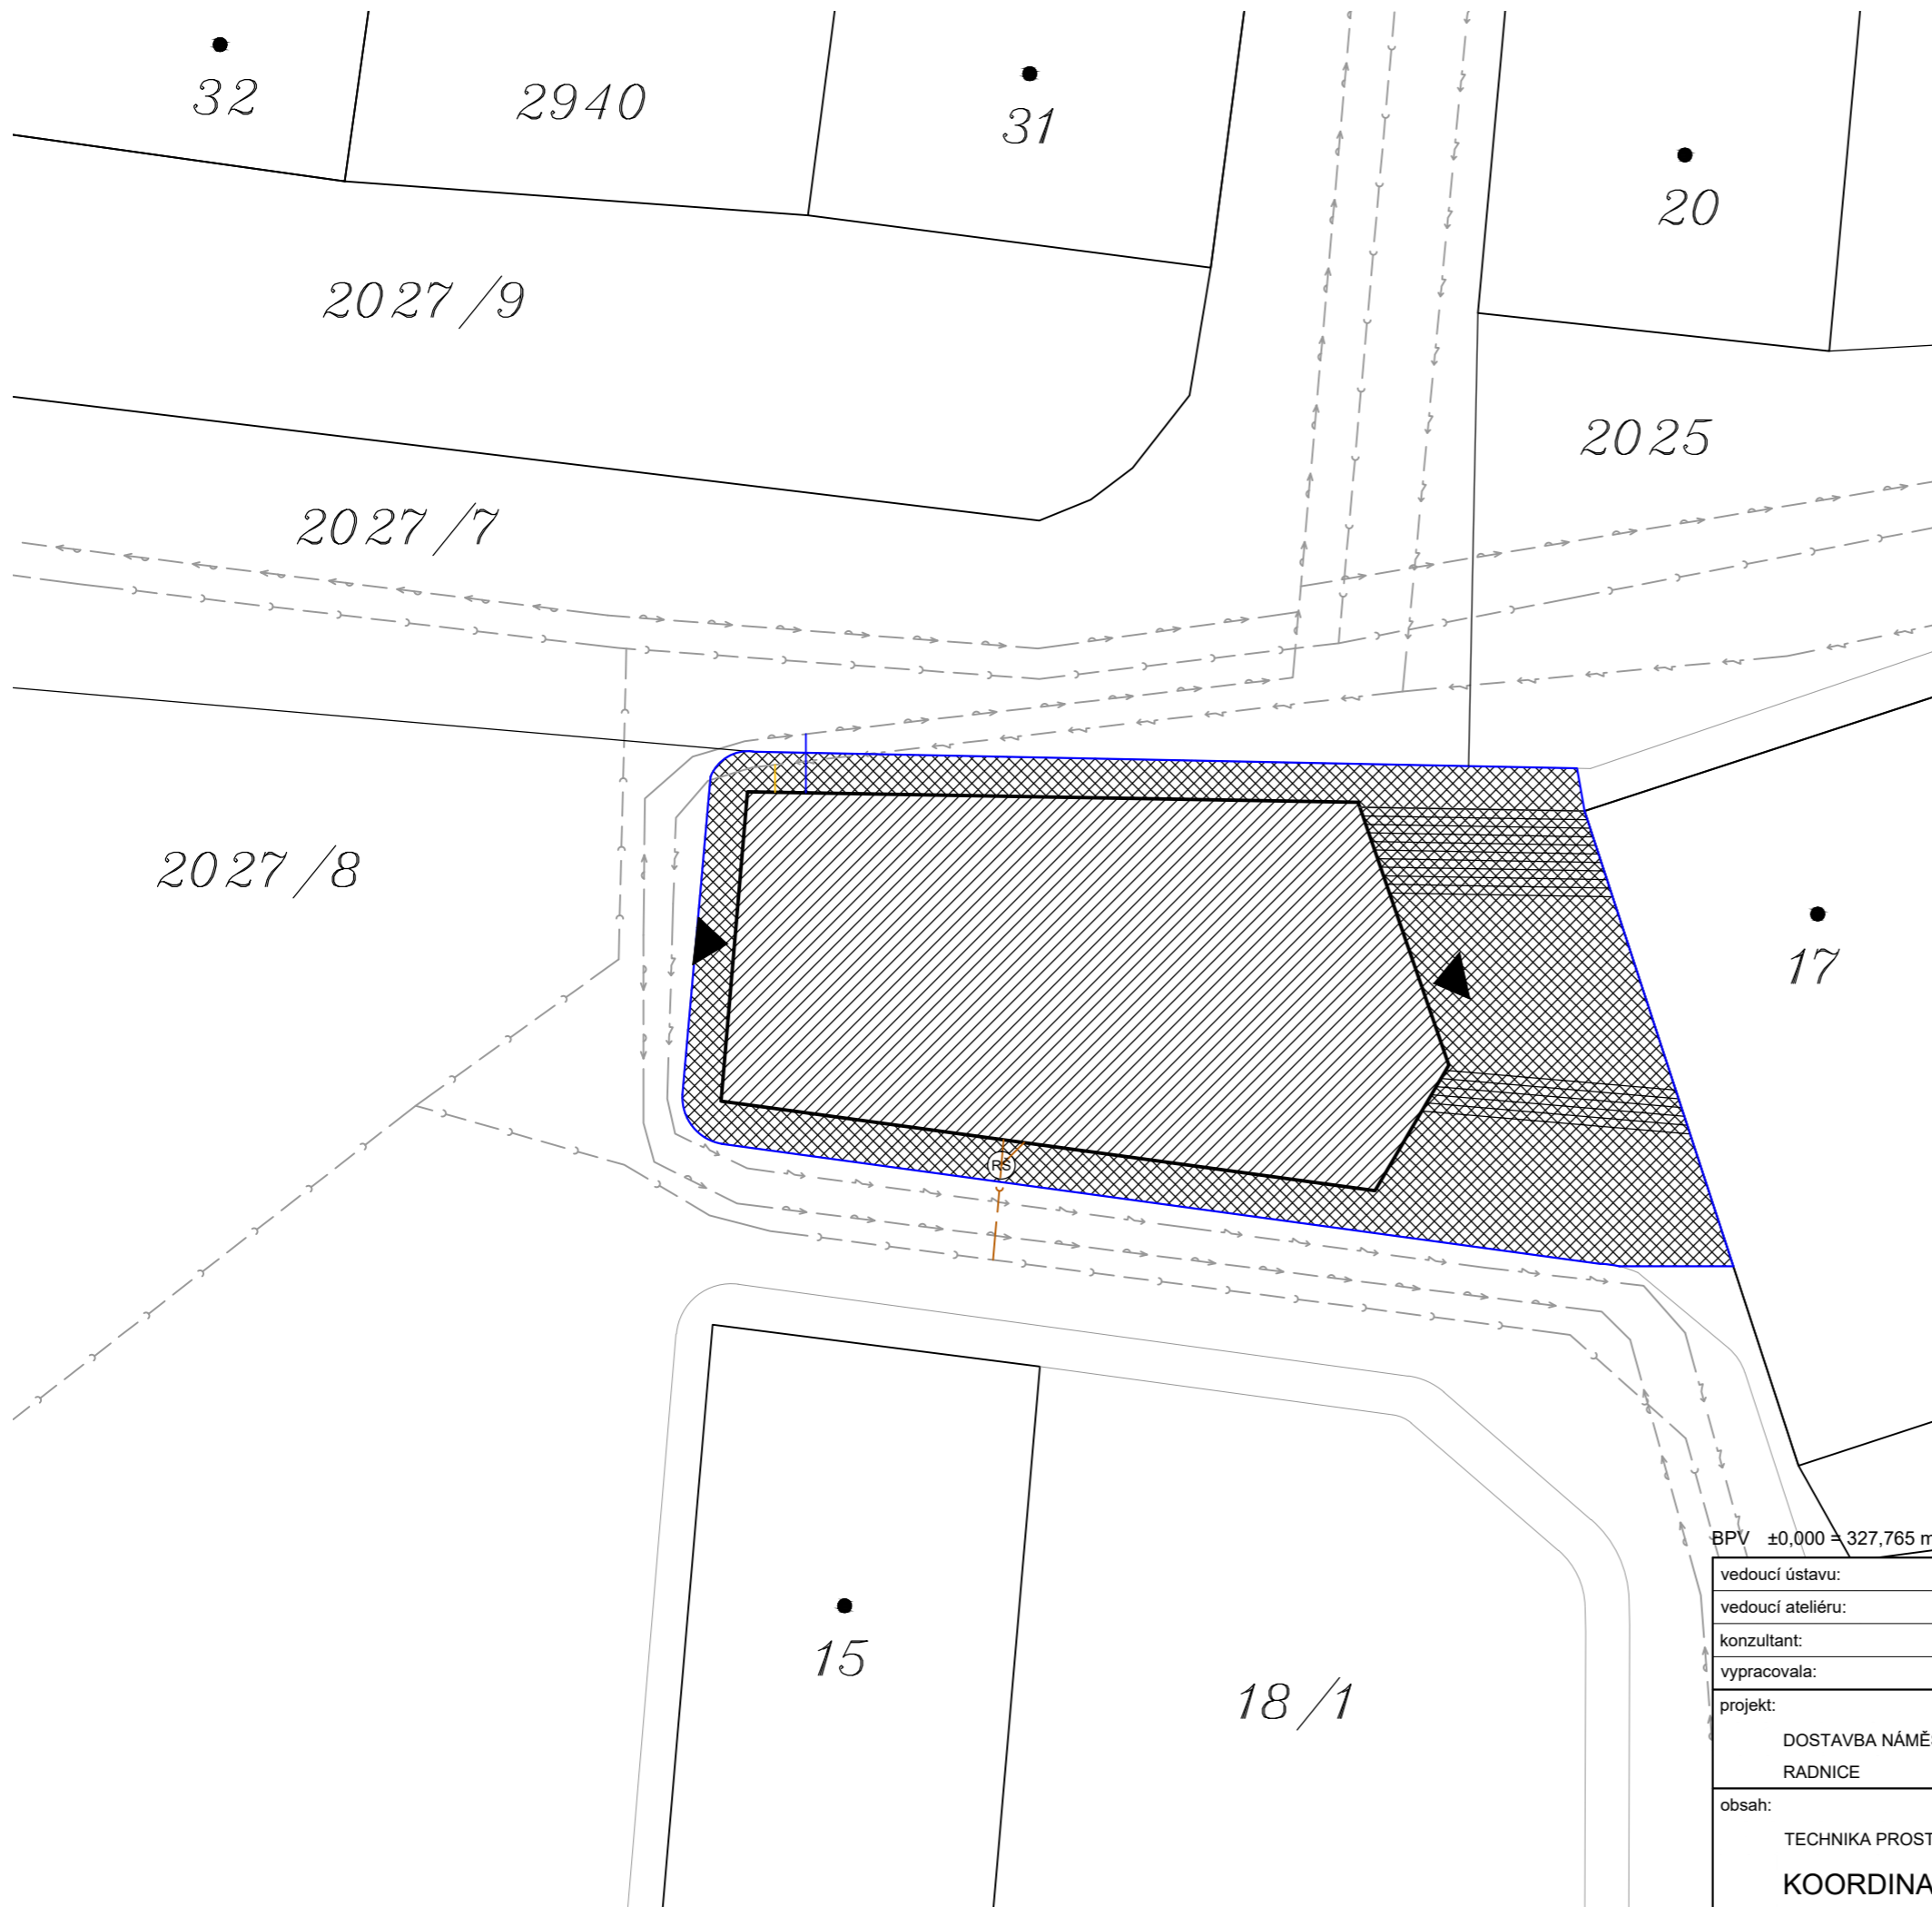 32
2940
31
20
2027/9
2025
2027/7
2027/8
17
RŠ
15
18/1
BPV ±0,000 = 327,765 m
vedoucí ústavu:
vedoucí ateliéru:
konzultant:
vypracovala:
projekt:
DOSTAVBA NÁMĚ
RADNICE
obsah:
TECHNIKA PROST
KOORDINA